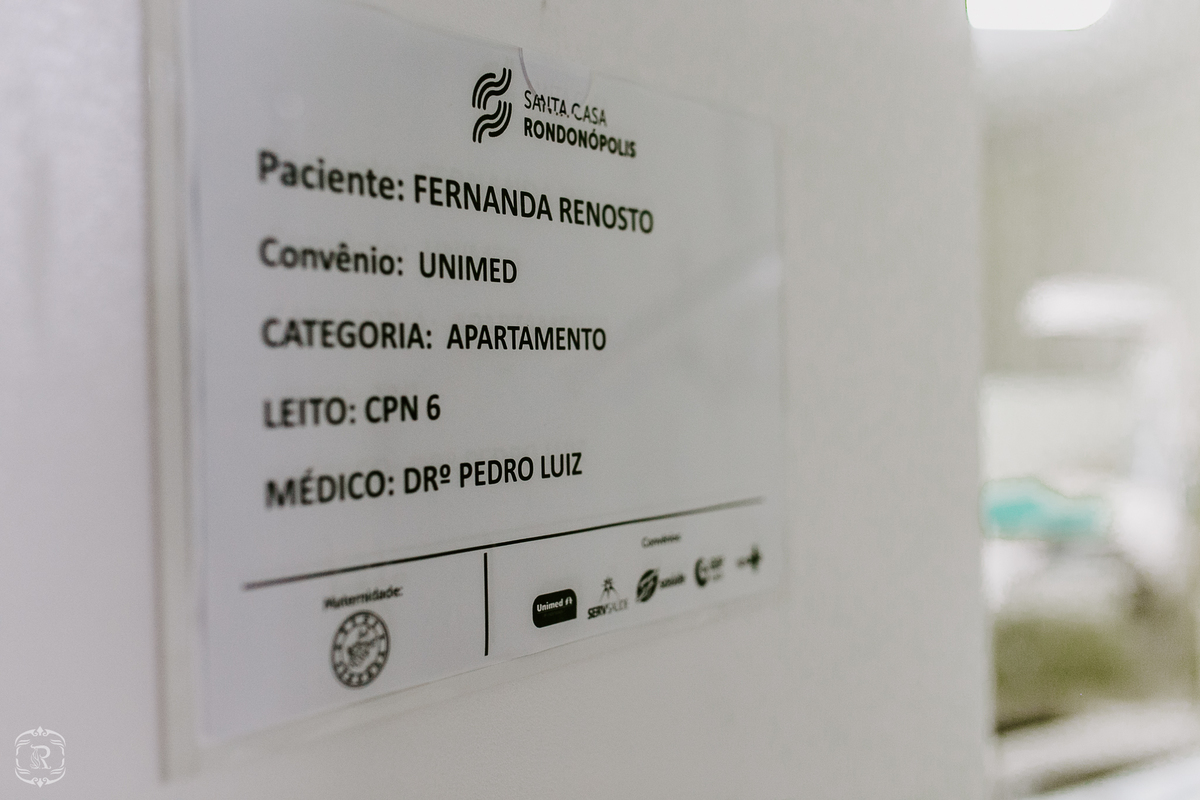 SANTA CASA
RONDONÓPOLIS
Paciente: FERNANDA RENOSTO
Convênio: UNIMED
CATEGORIA: APARTAMENTO
LEITO: CPN 6
MÉDICO: DRº PEDRO LUIZ
Maternidade:
Convênios
Unimed
SERVSAÚDE
R